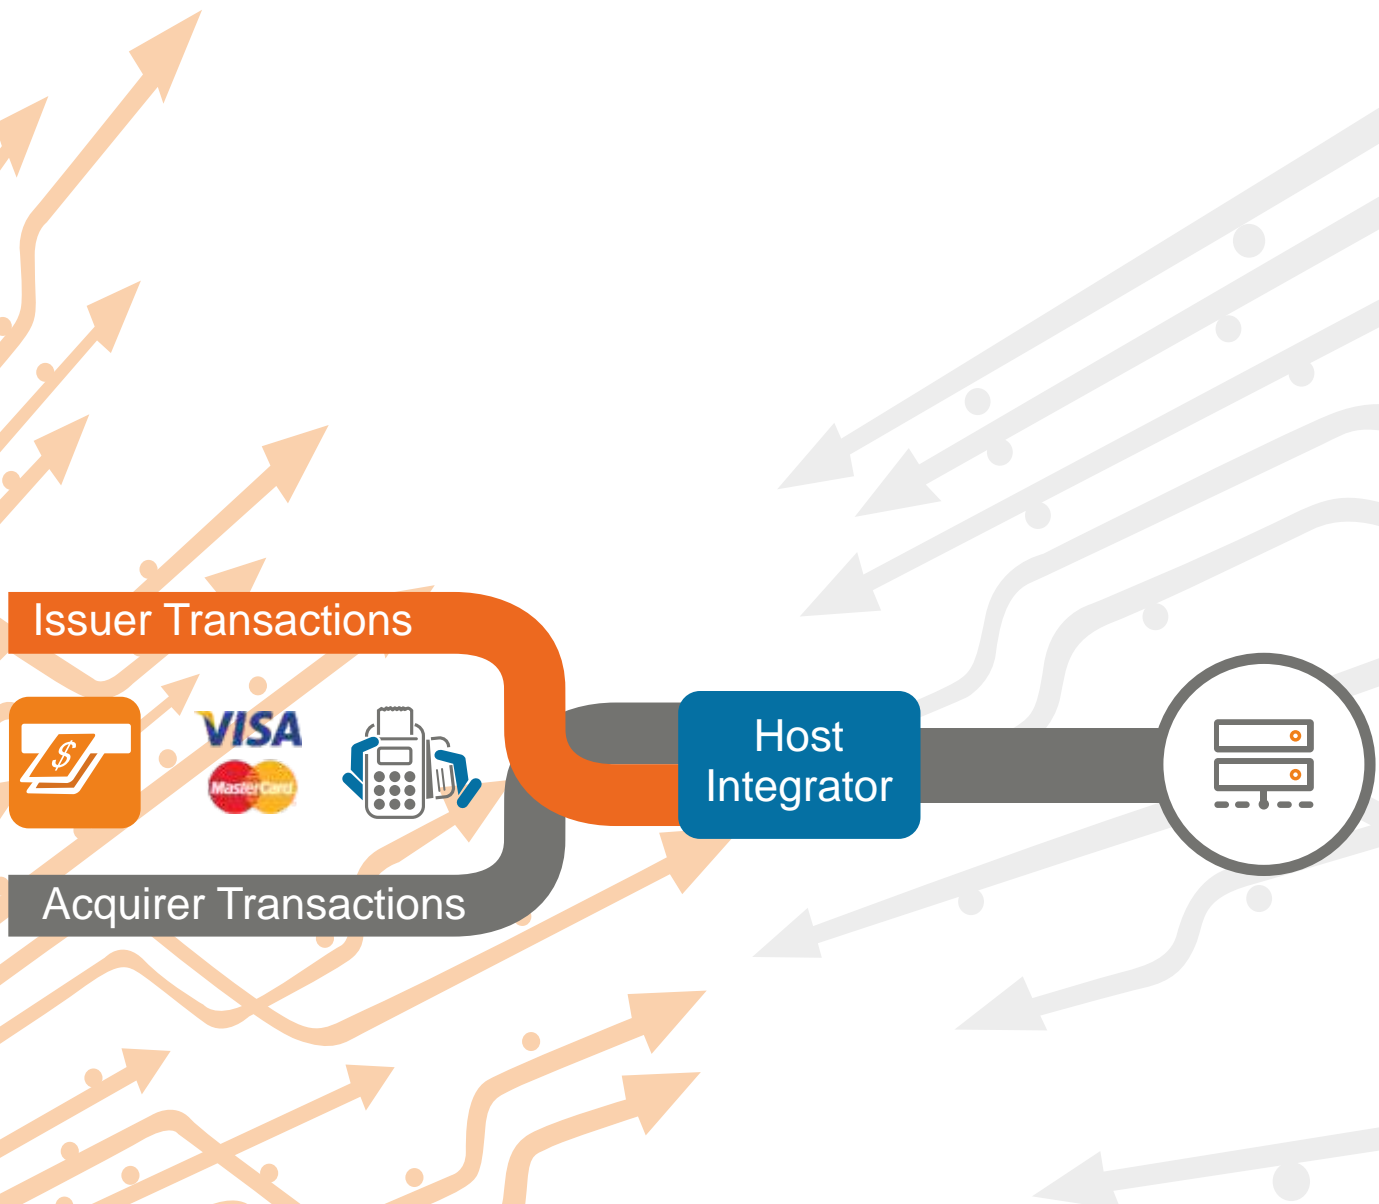 Issuer Transactions
$
VISA
MasterCard
Host
Integrator
Acquirer Transactions